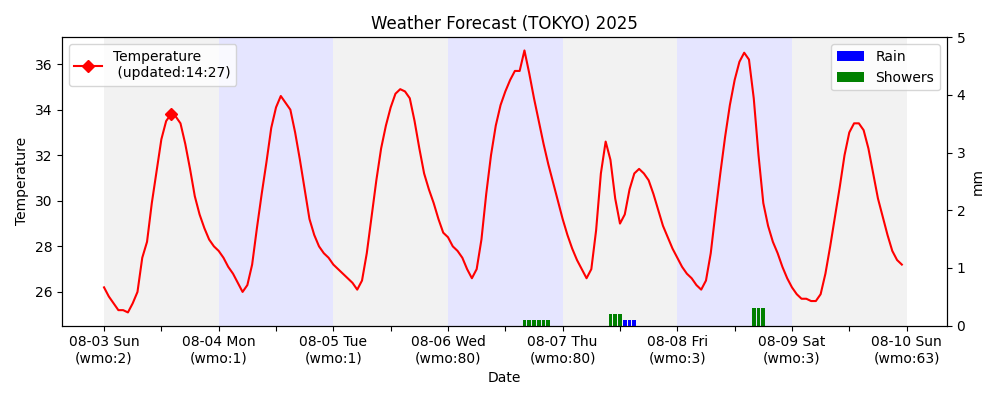 Weather Forecast (TOKYO) 2025
Temperature
(updated:14:27)
Rain
Showers
Temperature
36
34
32
30
28
26
5
4
3
2
1
0
mm
08-03 Sun
(wmo:2)
08-04 Mon
(wmo:1)
08-05 Tue
(wmo:1)
08-06 Wed
(wmo:80)
08-07 Thu
(wmo:80)
08-08 Fri
(wmo:3)
08-09 Sat
(wmo:3)
08-10 Sun
(wmo:63)
Date